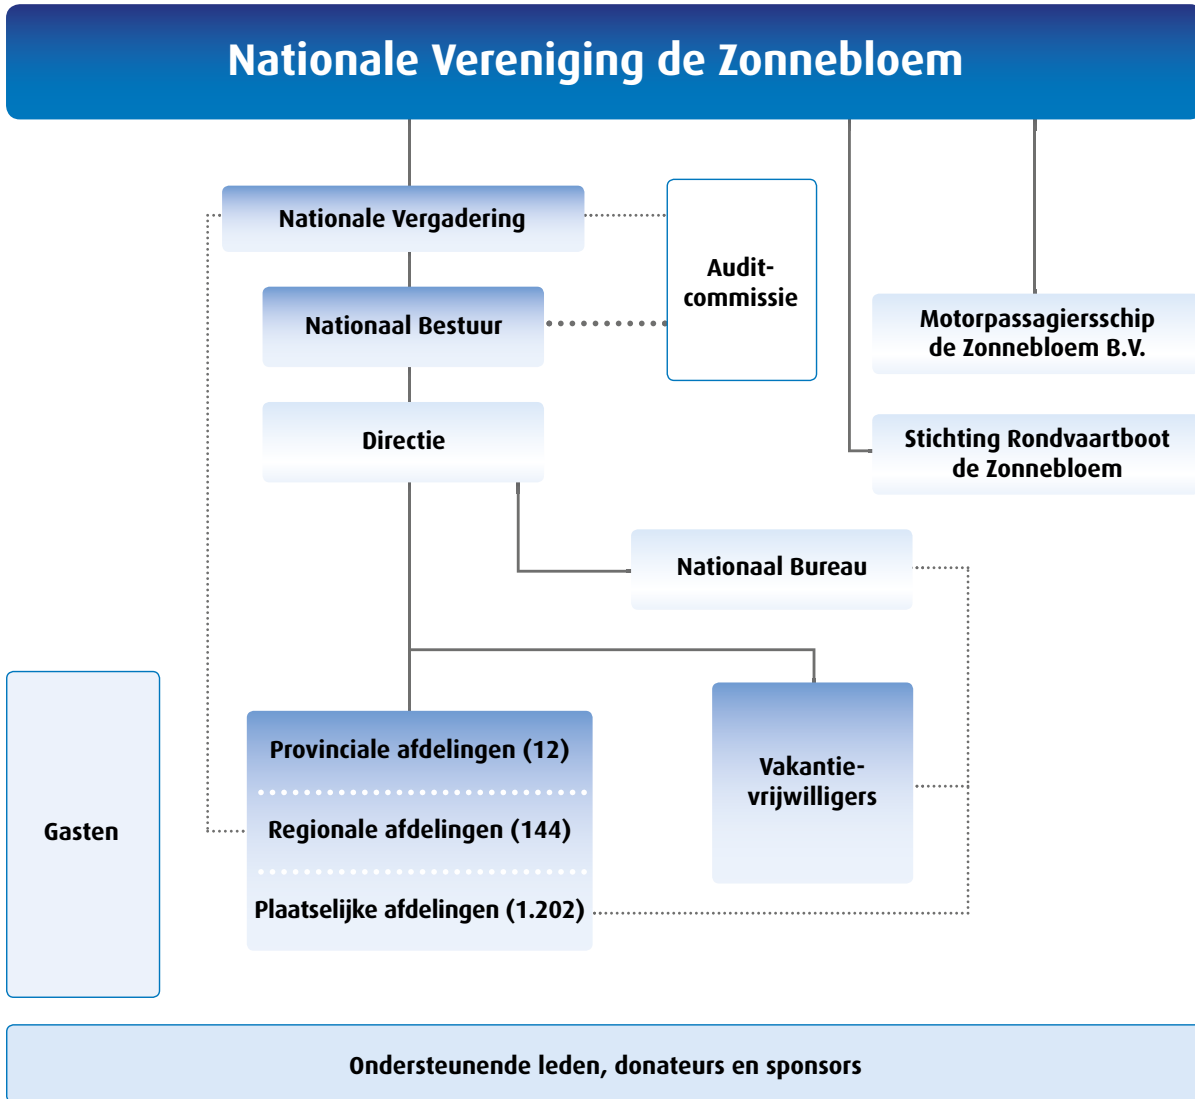 Nationale Vereniging de Zonnebloem
Nationale Vergadering
Audit-
commissie
Nationaal Bestuur
Motorpassagiersschip
de Zonnebloem B.V.
Directie
Stichting Rondvaartboot
de Zonnebloem
Nationaal Bureau
Provinciale afdelingen (12)
Vakantie-
vrijwilligers
Gasten
Regionale afdelingen (144)
Plaatselijke afdelingen (1.202)
Ondersteunende leden, donateurs en sponsors